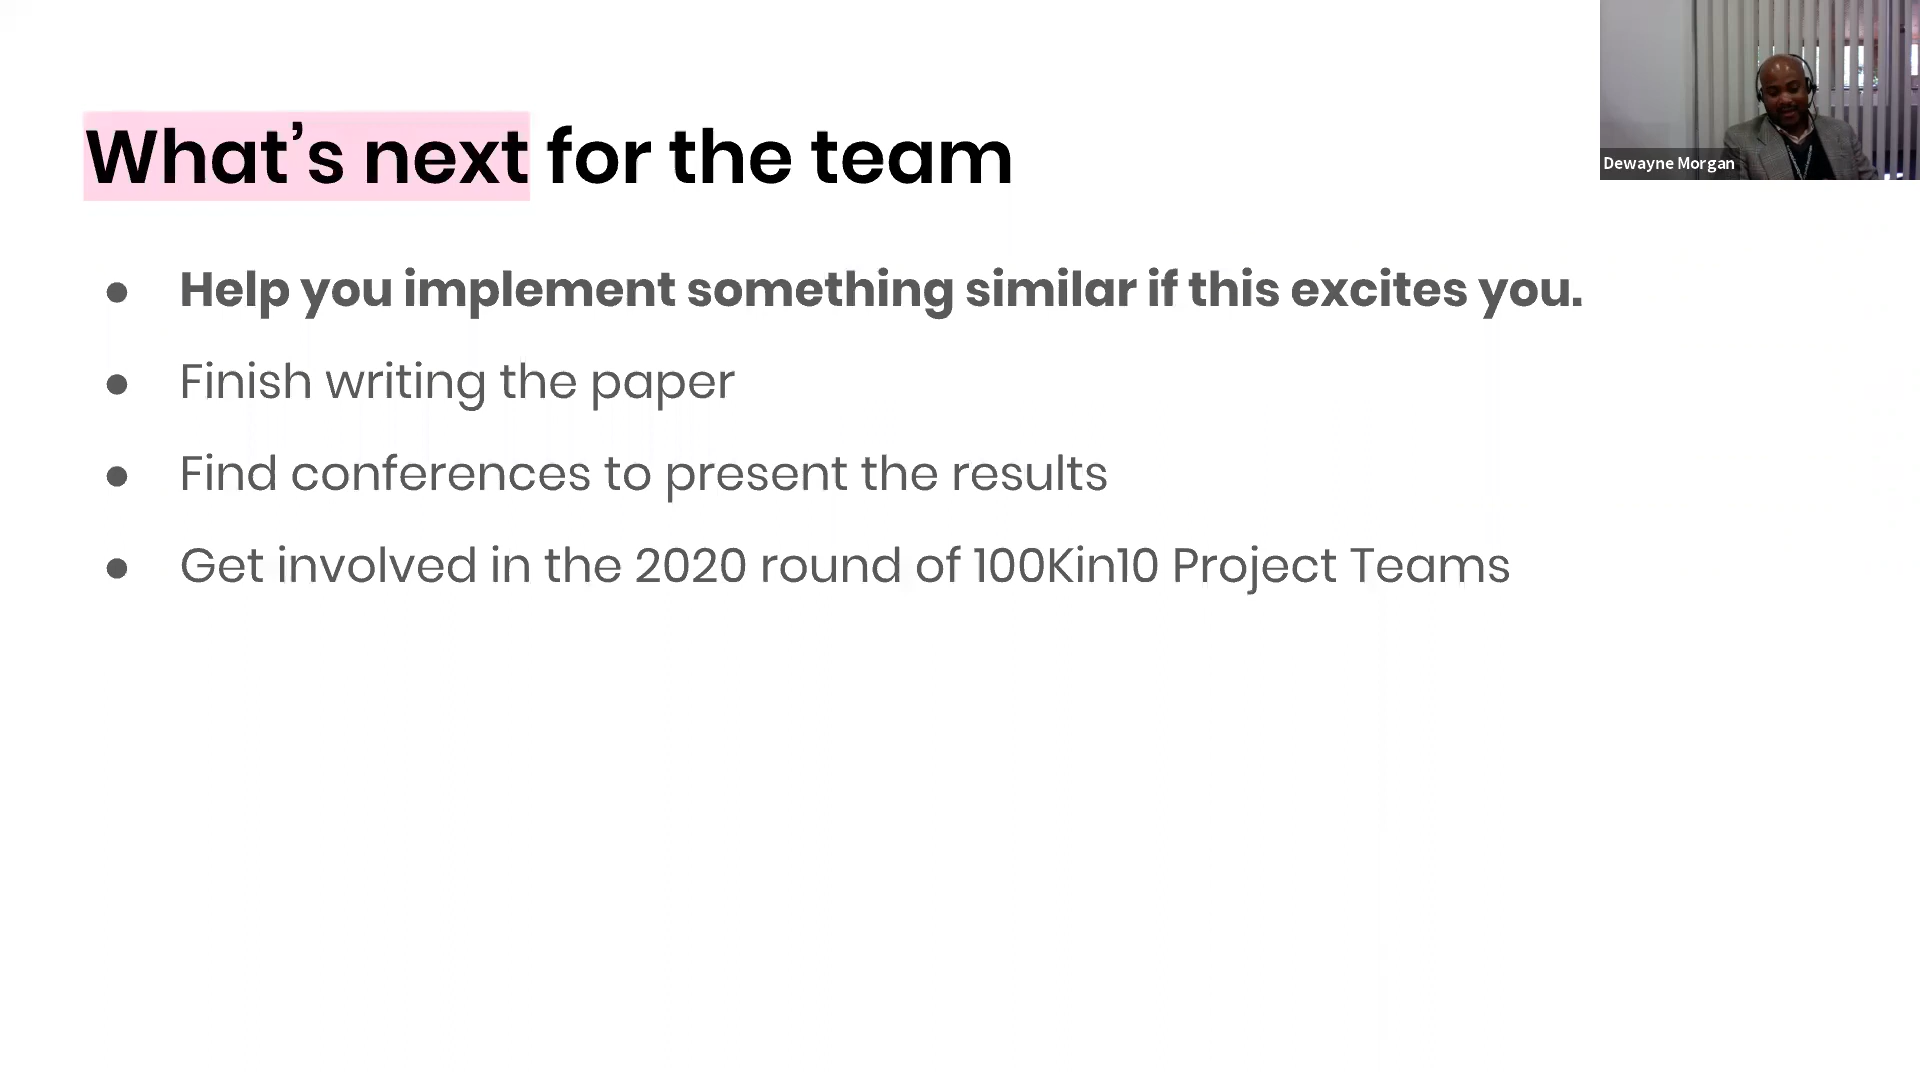 What’s next for the team
Help you implement something similar if this excites you.
Finish writing the paper
Find conferences to present the results
Get involved in the 2020 round of 100Kin10 Project Teams
Dewayne Morgan